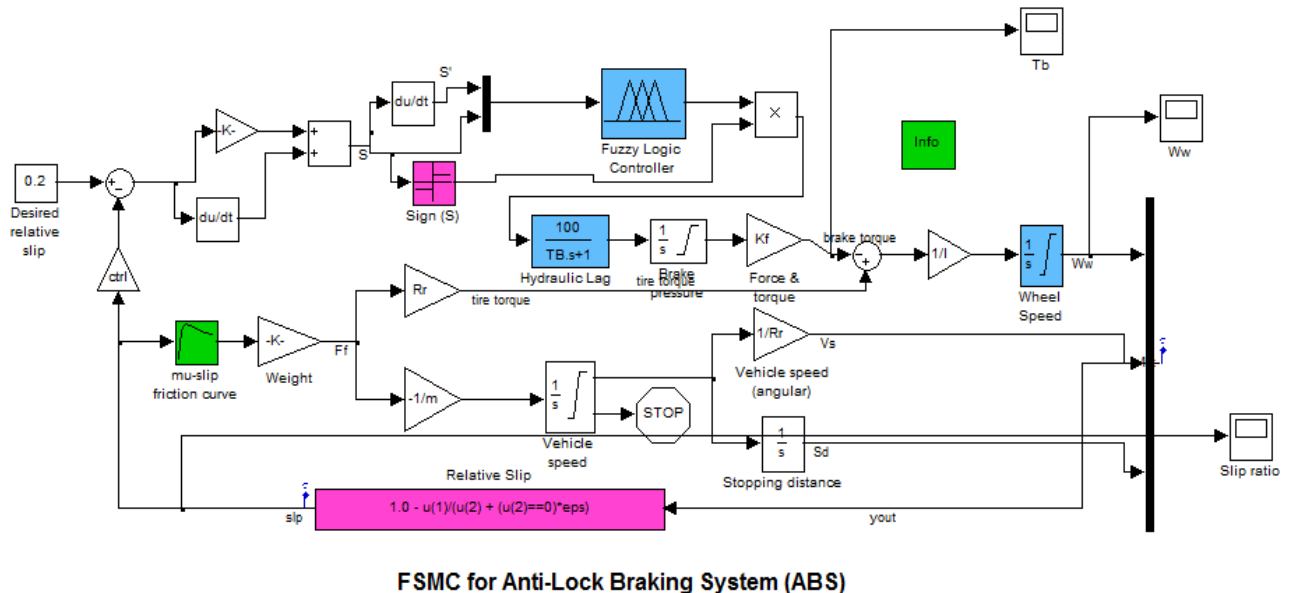 Tb
S'
du/dt
Fuzzy Logic
Controller
×
Info
Ww
-K-
+
+
S
0.2
Desired
relative
slip
+
−
du/dt
Sign (S)
100
TB.s+1
Hydraulic Lag
1
s
Brake
pressure
tire torque
Kf
Force &
torque
brake torque
−
+
1/I
1
s
Wheel
Speed
Ww
ctrl
Rr
tire torque
mu-slip
friction curve
-K-
Weight
Ff
-1/m
1
s
Vehicle
speed
STOP
1/Rr
Vs
Vehicle speed
(angular)
1
s
Sd
Stopping distance
Slip ratio
Relative Slip
1.0 - u(1)/(u(2) + (u(2)==0)*eps)
slp
yout
FSMC for Anti-Lock Braking System (ABS)